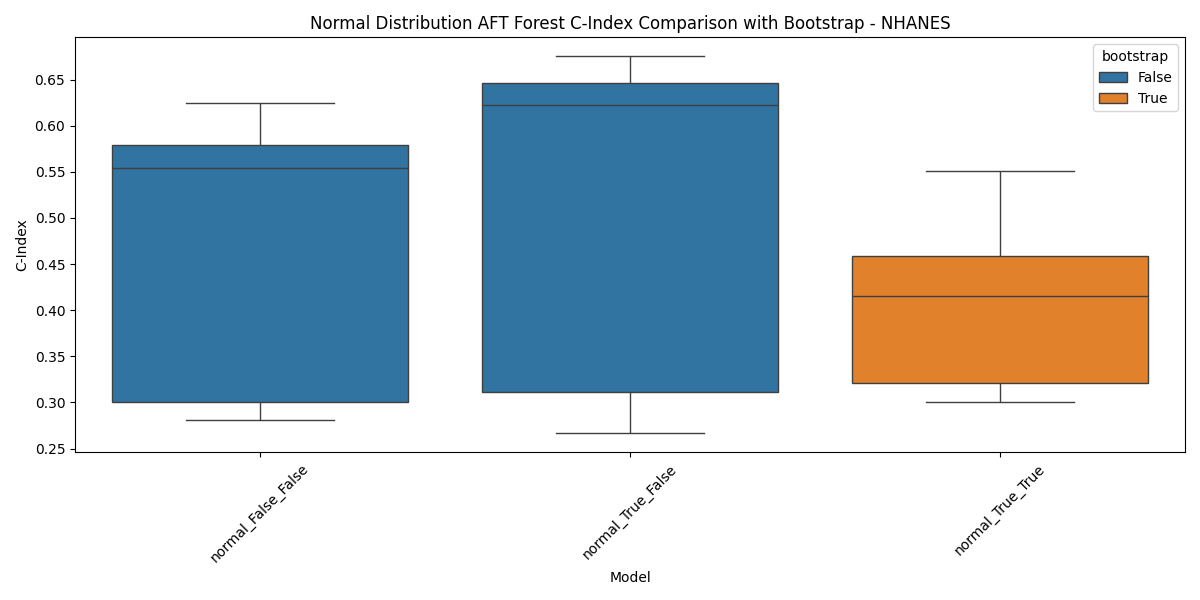 Normal Distribution AFT Forest C-Index Comparison with Bootstrap - NHANES
bootstrap
False
True
C-Index
0.65
0.60
0.55
0.50
0.45
0.40
0.35
0.30
0.25
normal_False_False
normal_True_False
normal_True_True
Model